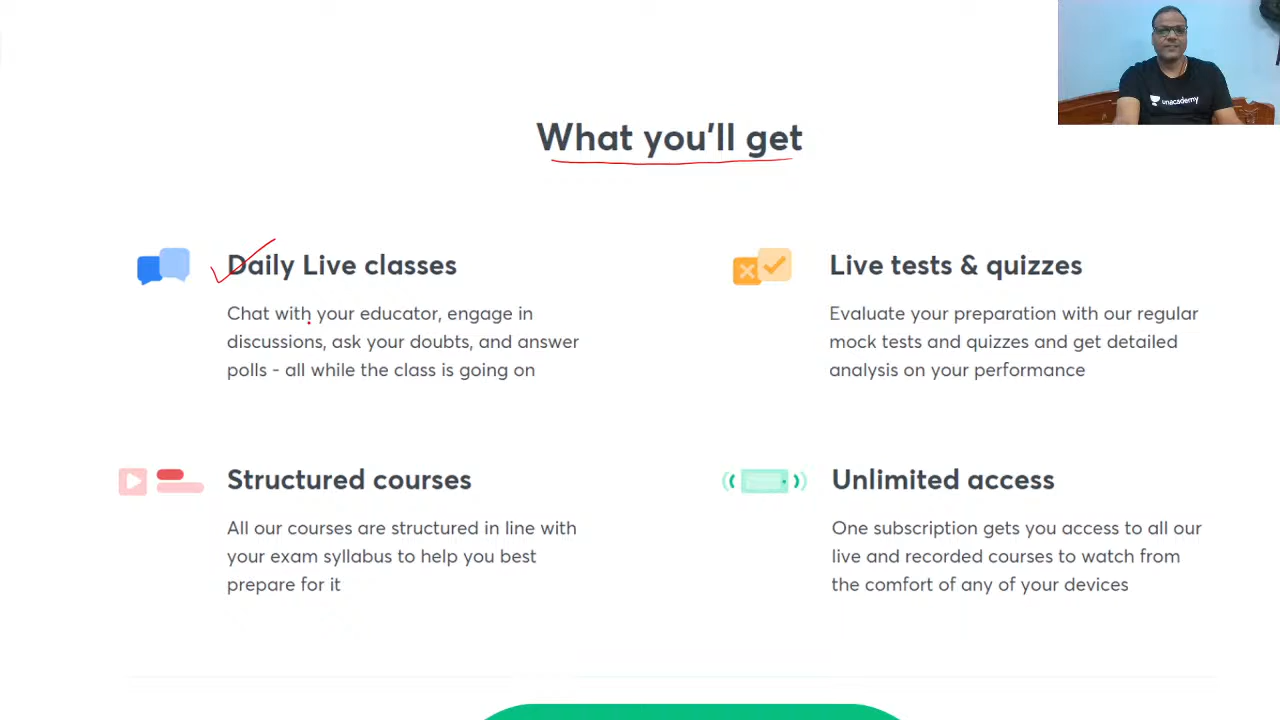 unacademy
What you'll get
Daily Live classes
Chat with your educator, engage in
discussions, ask your doubts, and answer
polls - all while the class is going on
Live tests & quizzes
Evaluate your preparation with our regular
mock tests and quizzes and get detailed
analysis on your performance
Structured courses
All our courses are structured in line with
your exam syllabus to help you best
prepare for it
Unlimited access
One subscription gets you access to all our
live and recorded courses to watch from
the comfort of any of your devices